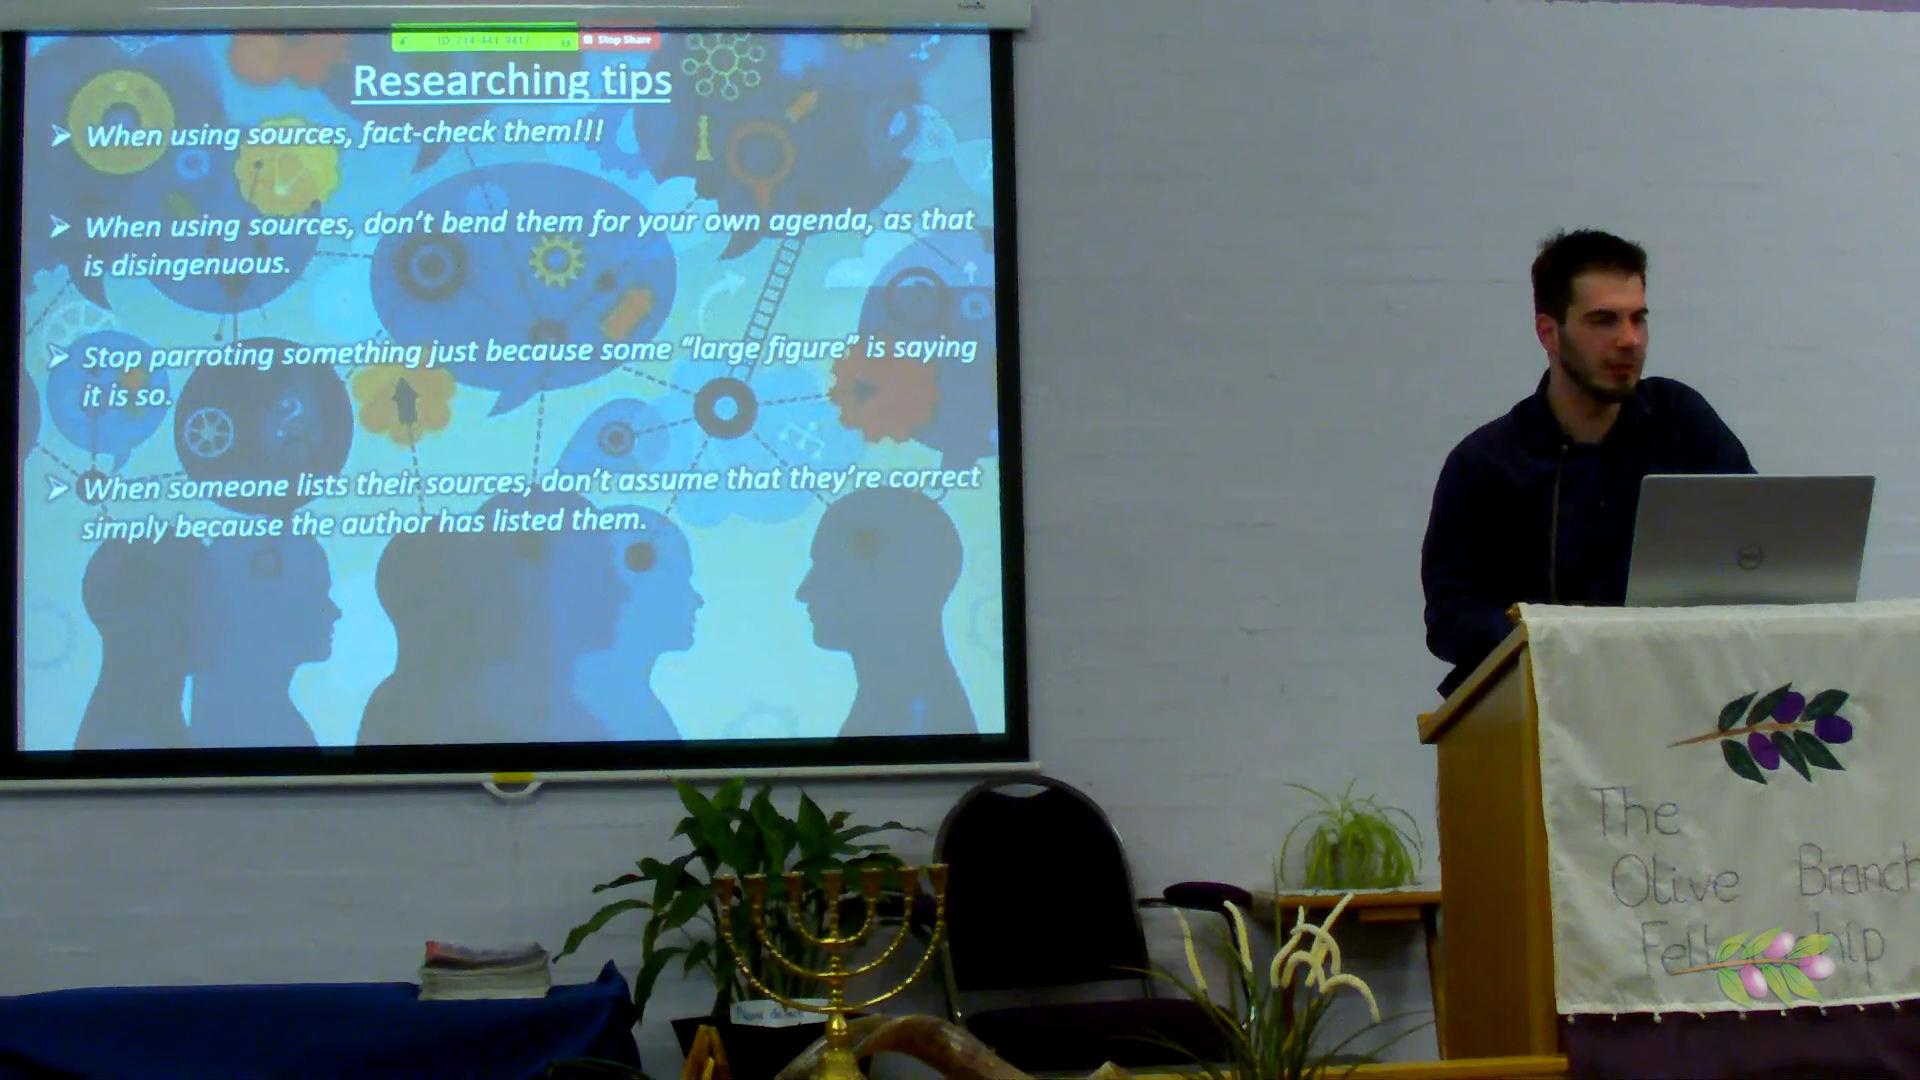 Stop Share
Researching tips
➢ When using sources, fact-check them!!!
➢ When using sources, don't bend them for your own agenda, as that
is disingenuous.
➢ Stop parroting something just because some "large figure" is saying
it is so.
➢ When someone lists their sources, don't assume that they're correct
simply because the author has listed them.
The
Olive Branch